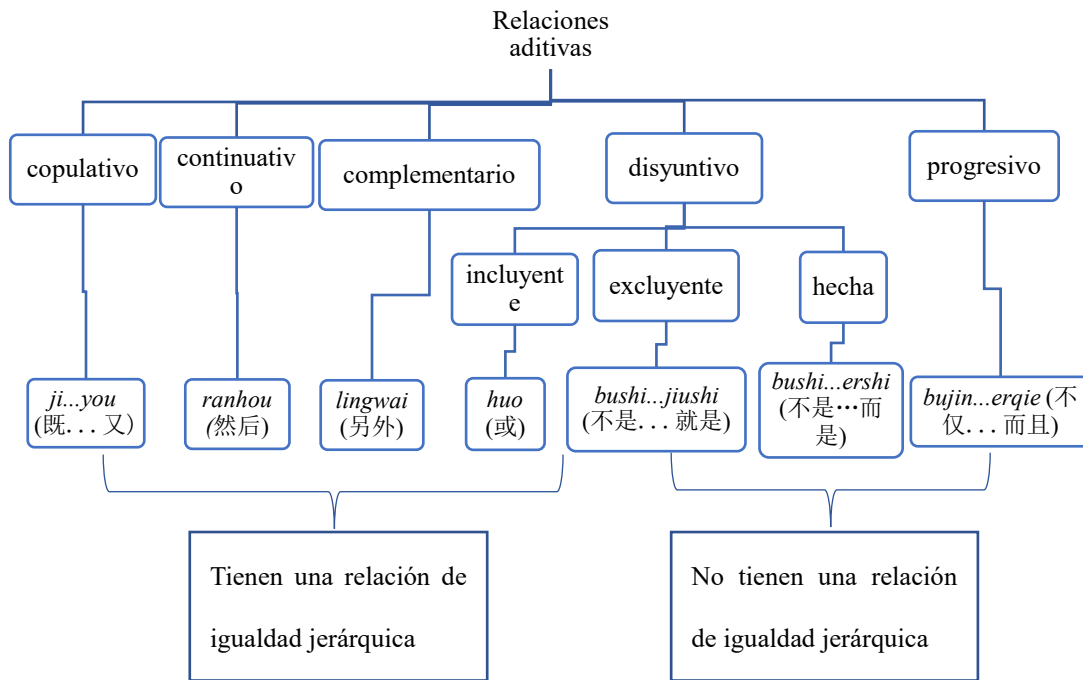 Relaciones
aditivas
copulativo
continuativ
o
complementario
disyuntivo
progresivo
incluyent
e
excluyente
hecha
ji...you
(既...又)
ranhou
(然后)
lingwai
(另外)
huo
(或)
bushi...jiushi
(不是...就是)
bushi...ershi
(不是…而
是)
bujin...erqie (不
仅...而且)
Tienen una relación de
igualdad jerárquica
No tienen una relación
de igualdad jerárquica